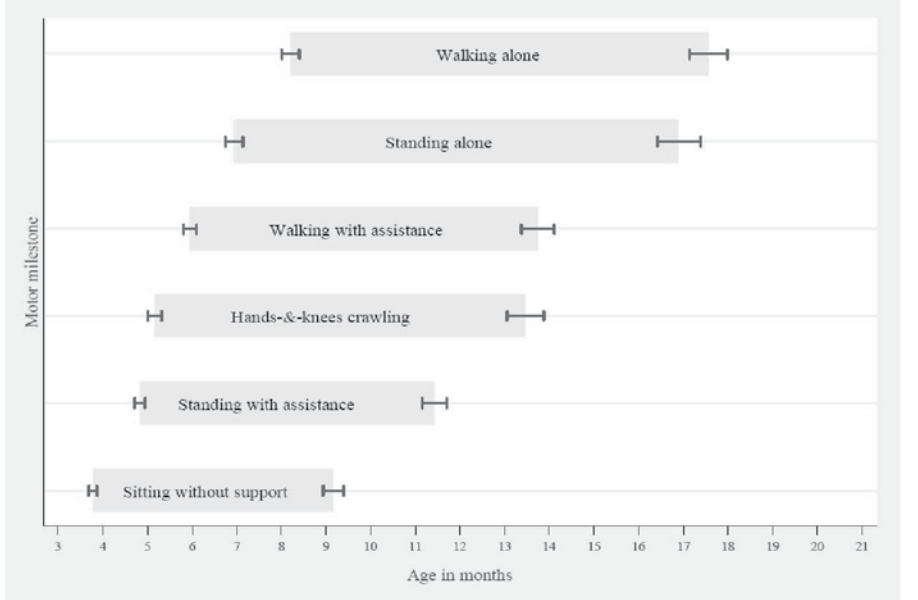 Walking alone
Standing alone
Walking with assistance
Hands-&-knees crawling
Standing with assistance
Sitting without support
Motor milestone
3 4 5 6 7 8 9 10 11 12 13 14 15 16 17 18 19 20 21
Age in months